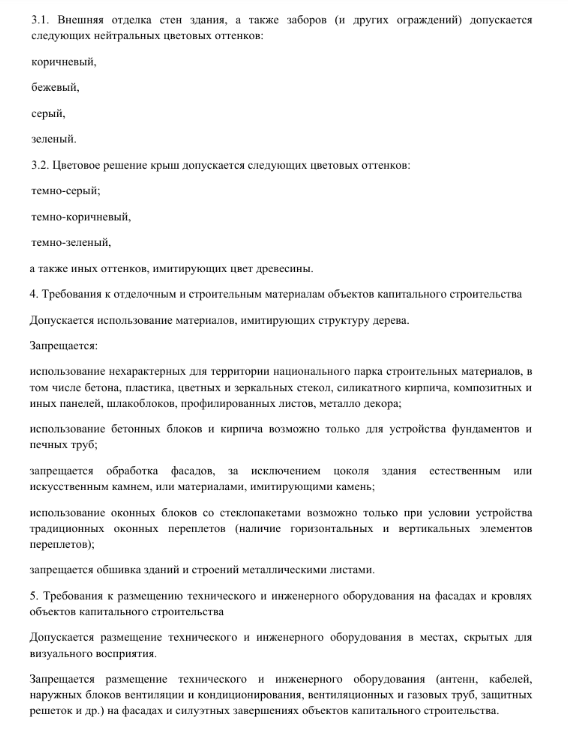 3.1. Внешняя отделка стен здания, а также заборов (и других ограждений) допускается
следующих нейтральных цветовых оттенков:
коричневый,
бежевый,
серый,
зеленый.
3.2. Цветовое решение крыш допускается следующих цветовых оттенков:
темно-серый;
темно-коричневый,
темно-зеленый,
а также иных оттенков, имитирующих цвет древесины.
4. Требования к отделочным и строительным материалам объектов капитального строительства
Допускается использование материалов, имитирующих структуру дерева.
Запрещается:
использование нехарактерных для территории национального парка строительных материалов, в
том числе бетона, пластика, цветных и зеркальных стекол, силикатного кирпича, композитных и
иных панелей, шлакоблоков, профилированных листов, металло декора;
использование бетонных блоков и кирпича возможно только для устройства фундаментов и
печных труб;
запрещается обработка фасадов, за исключением цоколя здания естественным или
искусственным камнем, или материалами, имитирующими камень;
использование оконных блоков со стеклопакетами возможно только при условии устройства
традиционных оконных переплетов (наличие горизонтальных и вертикальных элементов
переплетов);
запрещается обшивка зданий и строений металлическими листами.
5. Требования к размещению технического и инженерного оборудования на фасадах и кровлях
объектов капитального строительства
Допускается размещение технического и инженерного оборудования в местах, скрытых для
визуального восприятия.
Запрещается размещение технического и инженерного оборудования (антенн, кабелей,
наружных блоков вентиляции и кондиционирования, вентиляционных и газовых труб, защитных
решеток и др.) на фасадах и силуэтных завершениях объектов капитального строительства.